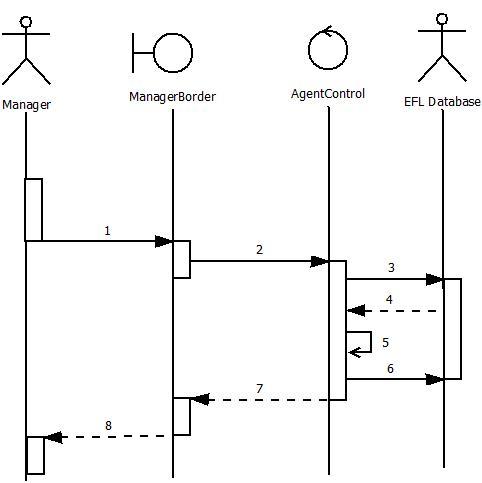 Manager
ManagerBorder
AgentControl
EFL Database
1
2
3
4
5
6
7
8